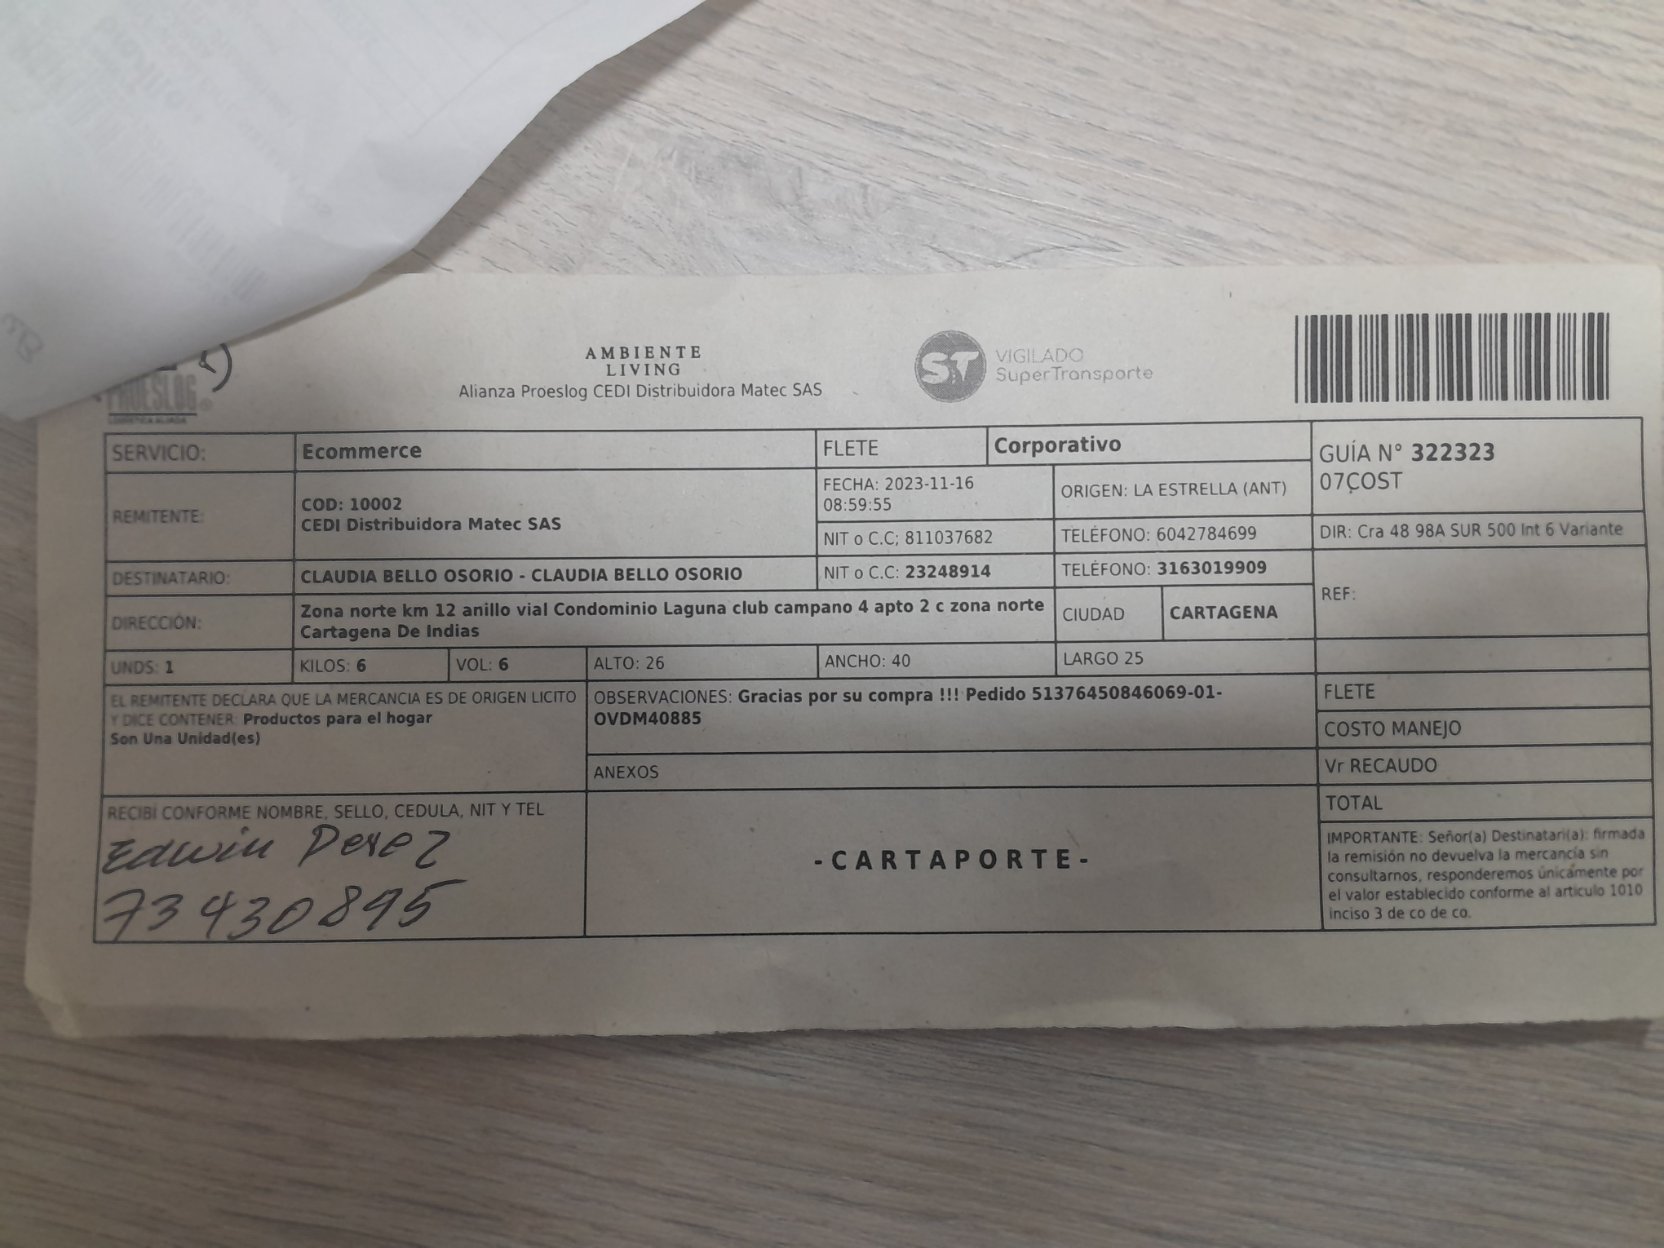 PROESLOG
AMBIENTE
LIVING
Alianza Proeslog CEDI Distribuidora Matec SAS
ST
VIGILADO
SuperTransporte
SERVICIO:
Ecommerce
FLETE
Corporativo
GUÍA N° 322323
07ÇOST
REMITENTE:
COD: 10002
CEDI Distribuidora Matec SAS
FECHA: 2023-11-16
08:59:55
ORIGEN: LA ESTRELLA (ANT)
NIT o C.C; 811037682
TELÉFONO: 6042784699
DIR: Cra 48 98A SUR 500 Int 6 Variante
DESTINATARIO:
CLAUDIA BELLO OSORIO - CLAUDIA BELLO OSORIO
NIT o C.C: 23248914
TELÉFONO: 3163019909
REF:
DIRECCIÓN:
Zona norte km 12 anillo vial Condominio Laguna club campano 4 apto 2 c zona norte
Cartagena De Indias
CIUDAD
CARTAGENA
UNDS: 1
KILOS: 6
VOL: 6
ALTO: 26
ANCHO: 40
LARGO 25
EL REMITENTE DECLARA QUE LA MERCANCIA ES DE ORIGEN LICITO
Y DICE CONTENER: Productos para el hogar
Son Una Unidad(es)
OBSERVACIONES: Gracias por su compra !!! Pedido 51376450846069-01-
OVDM40885
ANEXOS
FLETE
COSTO MANEJO
Vr RECAUDO
TOTAL
RECIBÍ CONFORME NOMBRE, SELLO, CEDULA, NIT Y TEL
Edwin Perez
73430895
-CARTAPORTE-
IMPORTANTE: Señor(a) Destinatari(a): firmada
la remisión no devuelva la mercancía sin
consultarnos, responderemos únicamente por
el valor establecido conforme al articulo 1010
inciso 3 de co de co.